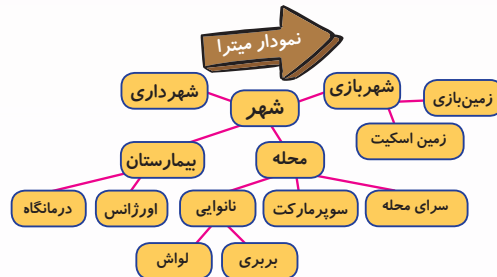 نمودار میترا
شهرداری
شهر
شهربازی
زمین‌بازی
زمین اسکیت
بیمارستان
محله
درمانگاه
اورژانس
نانوایی
سوپرمارکت
سرای محله
لواش
بربری